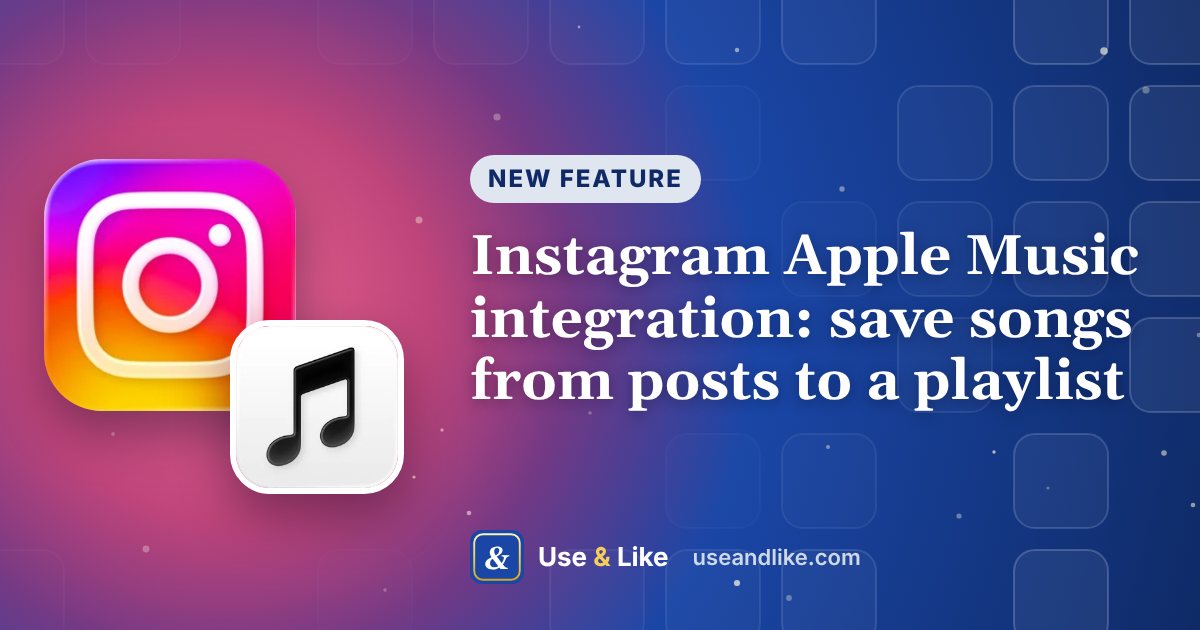 NEW FEATURE
Instagram Apple Music
integration: save songs
from posts to a playlist
& Use & Like useandlike.com